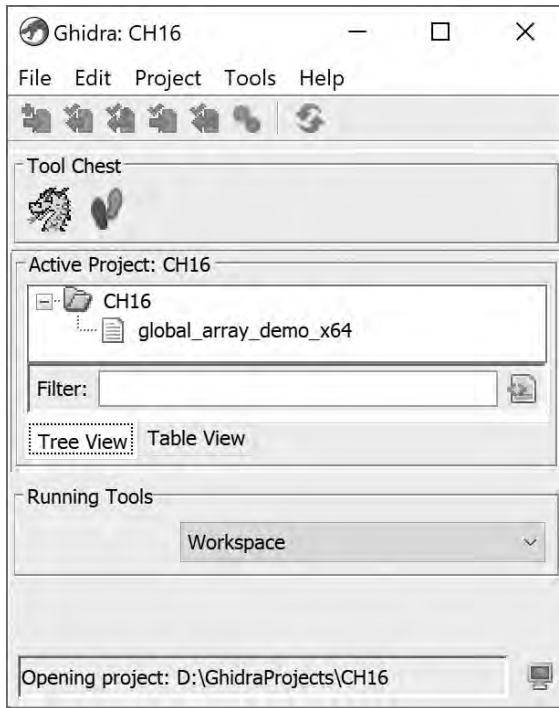 Ghidra: CH16
File Edit Project Tools Help
Tool Chest
Active Project: CH16
CH16
global_array_demo_x64
Filter:
Tree View Table View
Running Tools
Workspace
Opening project: D:\GhidraProjects\CH16